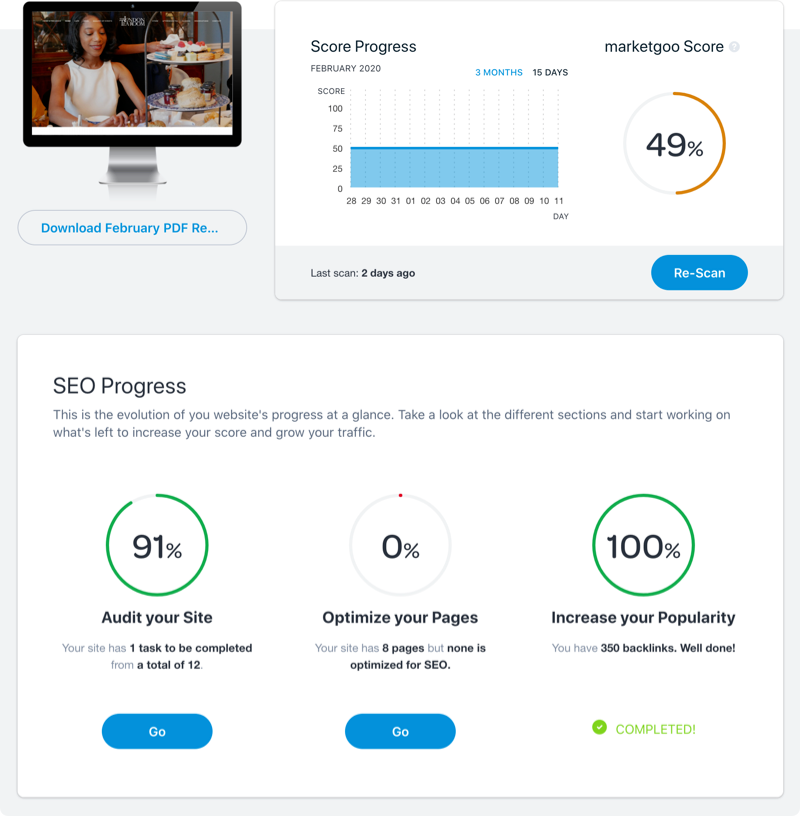 Download February PDF Re...
Score Progress
FEBRUARY 2020
3 MONTHS 15 DAYS
SCORE
100
75
50
25
0
28 29 30 31 01 02 03 04 05 06 07 08 09 10 11
DAY
marketgoo Score ?
49%
Last scan: 2 days ago
Re-Scan
SEO Progress
This is the evolution of you website's progress at a glance. Take a look at the different sections and start working on
what's left to increase your score and grow your traffic.
91%
Audit your Site
Your site has 1 task to be completed
from a total of 12.
Go
0%
Optimize your Pages
Your site has 8 pages but none is
optimized for SEO.
Go
100%
Increase your Popularity
You have 350 backlinks. Well done!
COMPLETED!